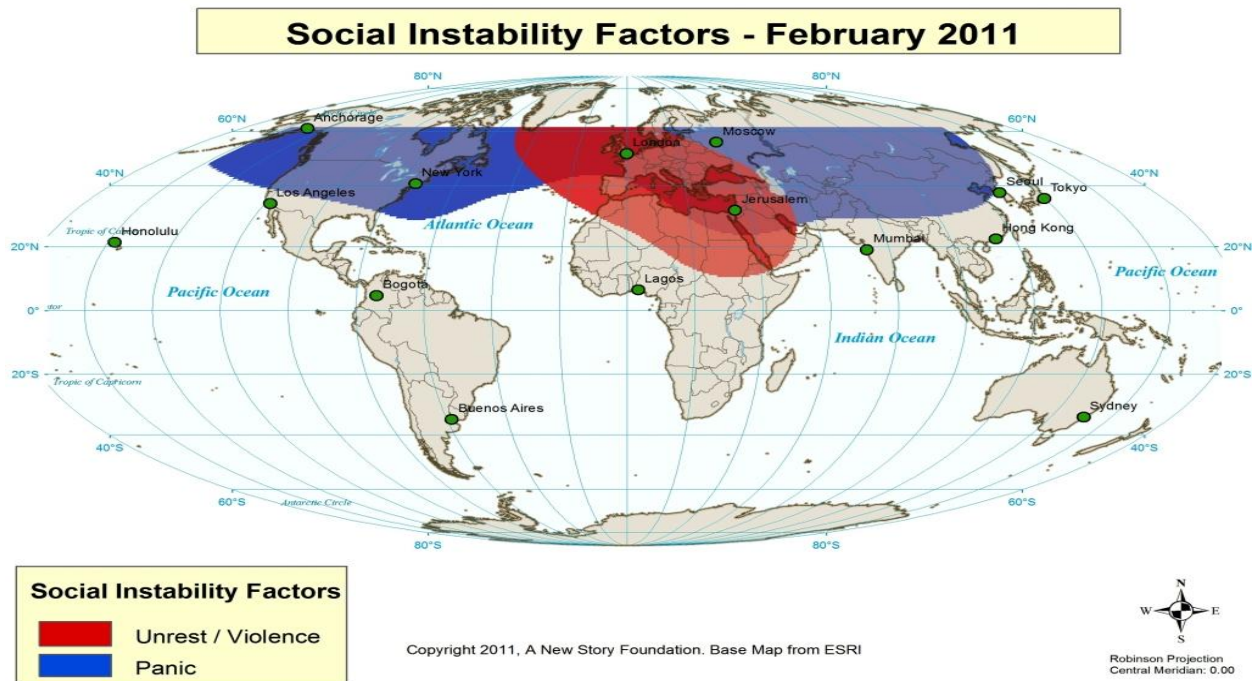 Social Instability Factors - February 2011
80°N
80°N
60°N
60°N
Anchorage
Moscow
London
40°N
40°N
New York
Seoul
Los Angeles
Tokyo
Jerusalem
Atlantic Ocean
Honolulu
Tropic of
Hong Kong
Mumbai
20°N
20°N
Pacific Ocean
Pacific Ocean
Lagos
Bogota
0°
tor
0°
Indian Ocean
20°S
20°S
Tropic of Capricorn
Buenos Aires
Sydney
40°S
40°S
60°S
Antarctic Circle
60°S
80°S
80°S
Social Instability Factors
Unrest / Violence
Panic
Copyright 2011, A New Story Foundation. Base Map from ESRI
N
W E
S
Robinson Projection
Central Meridian: 0.00